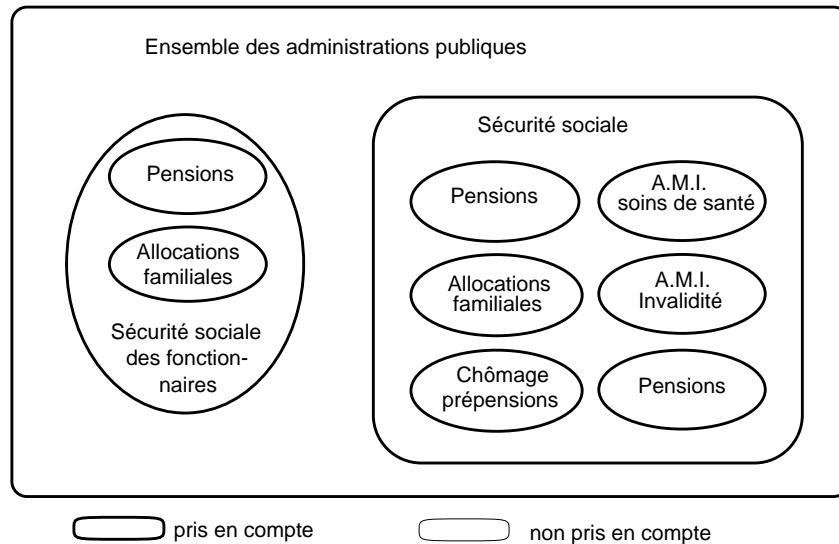 Ensemble des administrations publiques
Pensions
Allocations
familiales
Sécurité sociale
des fonction-
naires
Sécurité sociale
Pensions
A.M.I.
soins de santé
Allocations
familiales
A.M.I.
Invalidité
Chômage
prépensions
Pensions
pris en compte
non pris en compte